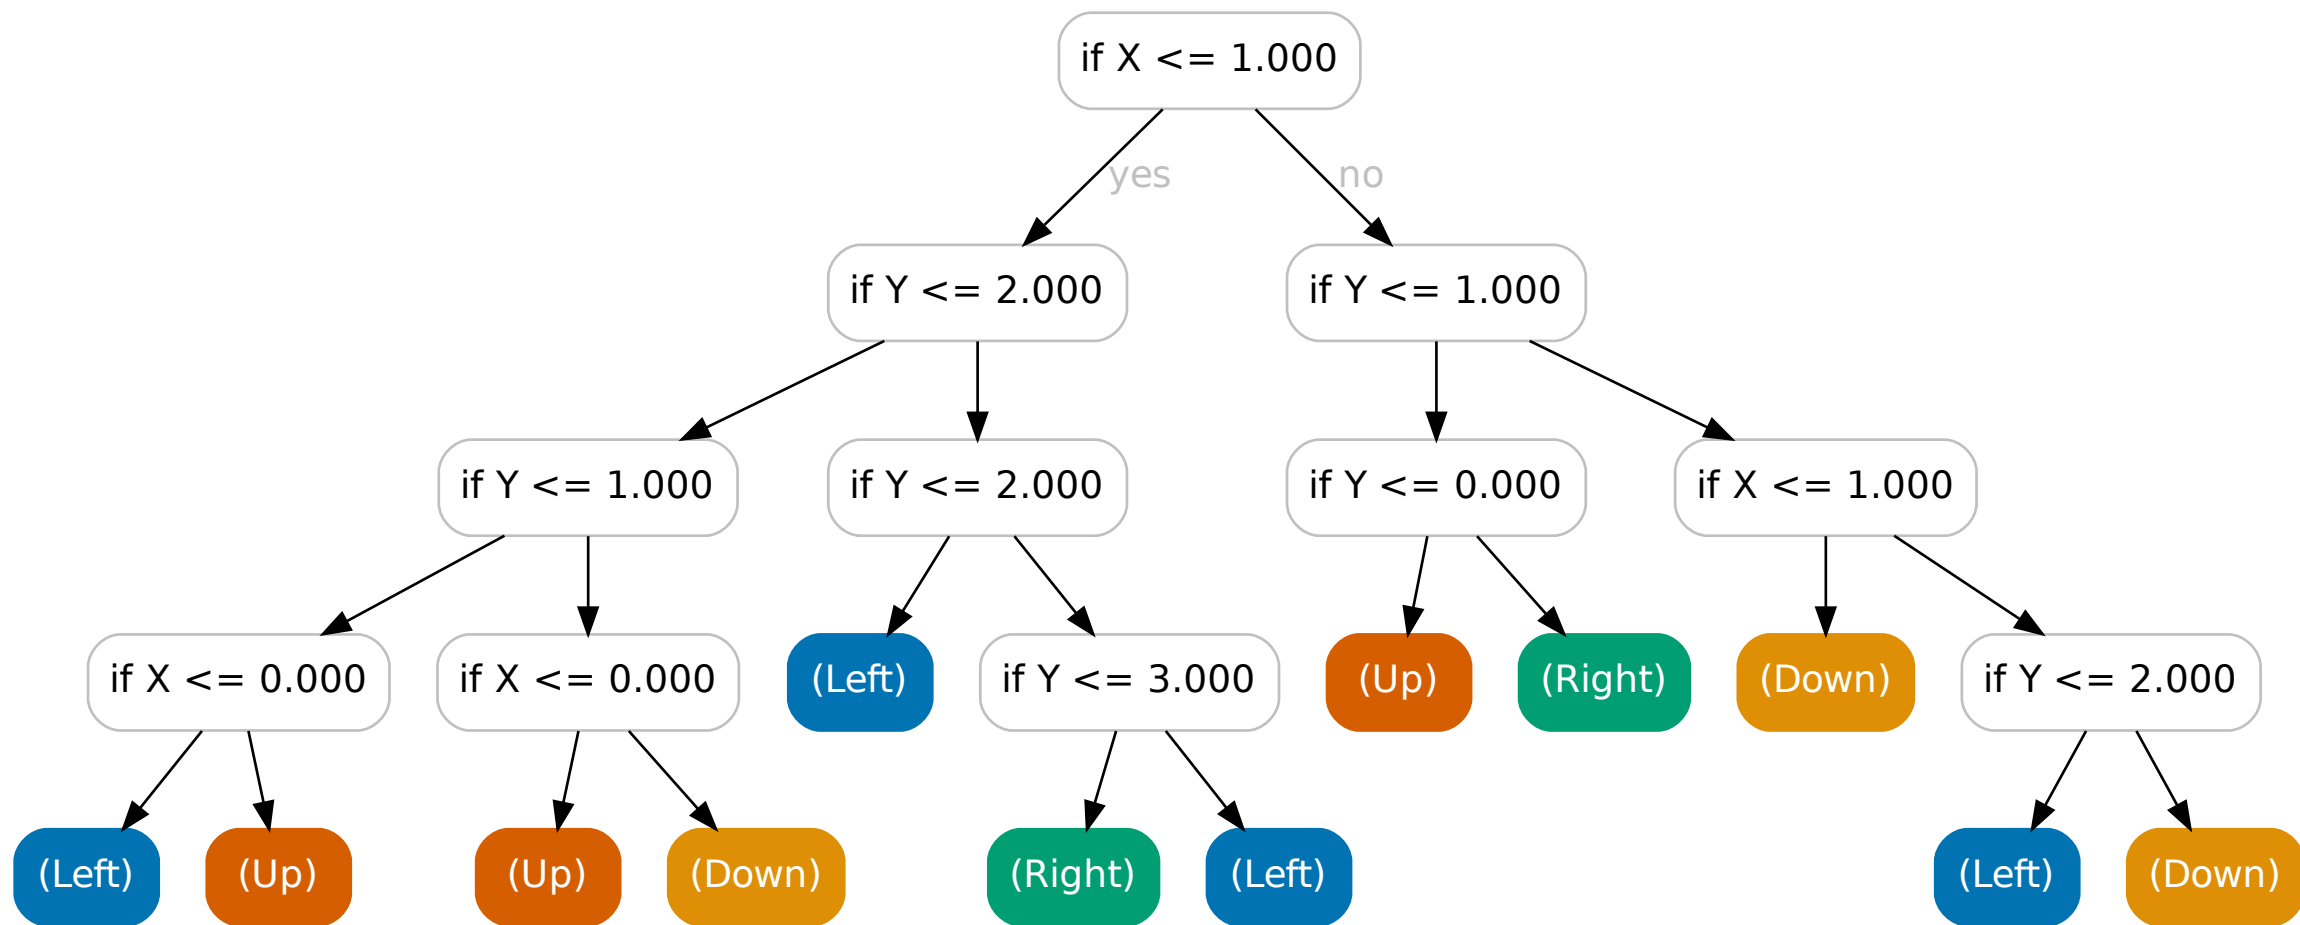 if X <= 1.000
yes
no
if Y <= 2.000
if Y <= 1.000
if Y <= 1.000
if Y <= 2.000
if Y <= 0.000
if X <= 1.000
if X <= 0.000
if X <= 0.000
(Left)
if Y <= 3.000
(Up)
(Right)
(Down)
if Y <= 2.000
(Left)
(Up)
(Up)
(Down)
(Right)
(Left)
(Left)
(Down)